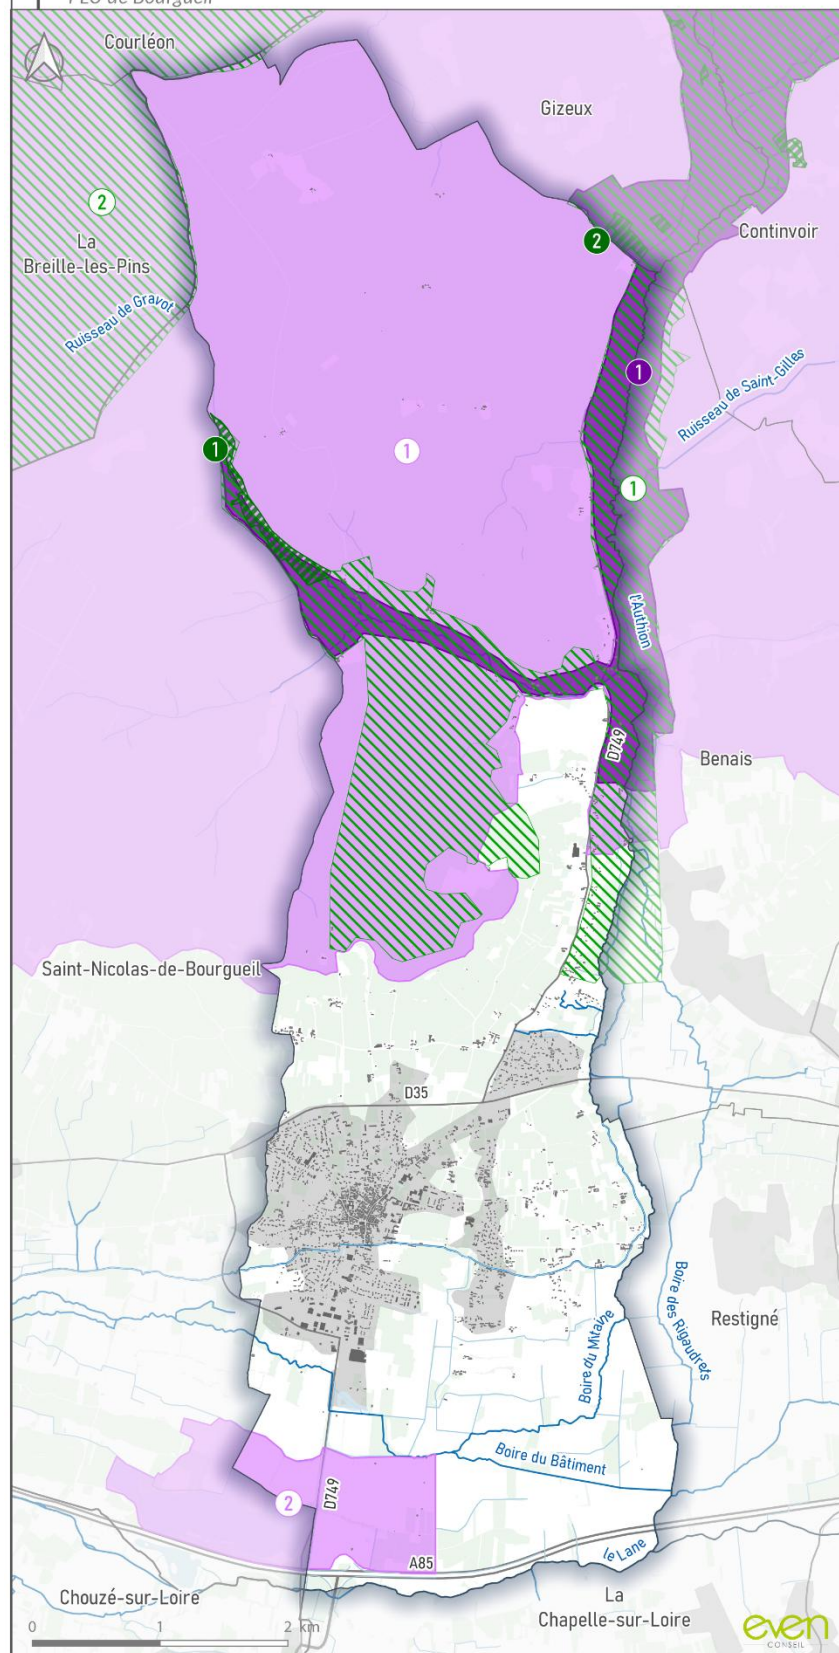 PLU de Bourgueil
Courléon
Gizeux
2
2
La
Breille-les-Pins
Continvoir
Ruisseau de Gravot
1
Ruisseau de Saint-Gilles
1
1
1
l'Authion
D749
Benais
Saint-Nicolas-de-Bourgueil
D35
Boire des Rigaudrets
Boire du Mitaine
Restigné
Boire du Bâtiment
D749
2
le Lane
A85
Chouzé-sur-Loire
La
Chapelle-sur-Loire
0 1 2 km
even
CONSEIL